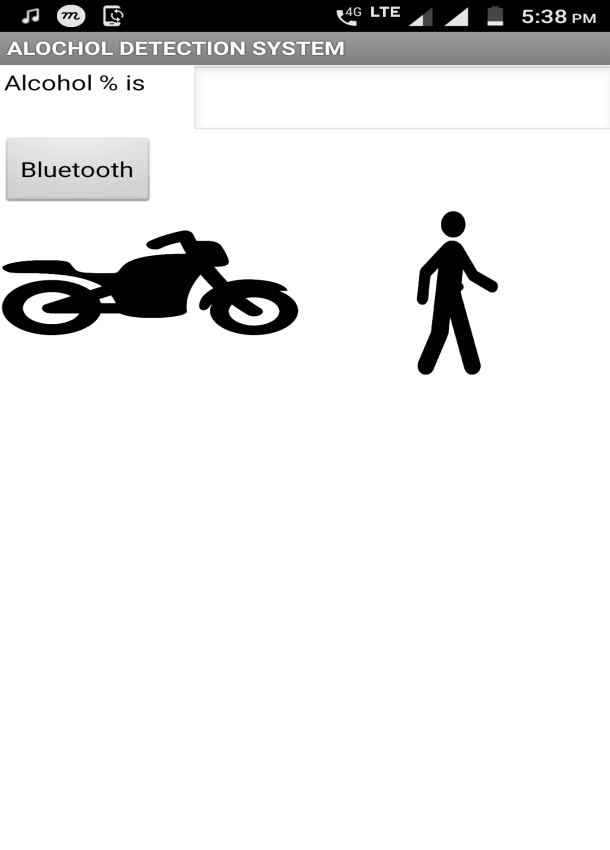 m 4G LTE 5:38 PM
ALOCHOL DETECTION SYSTEM
Alcohol % is
Bluetooth